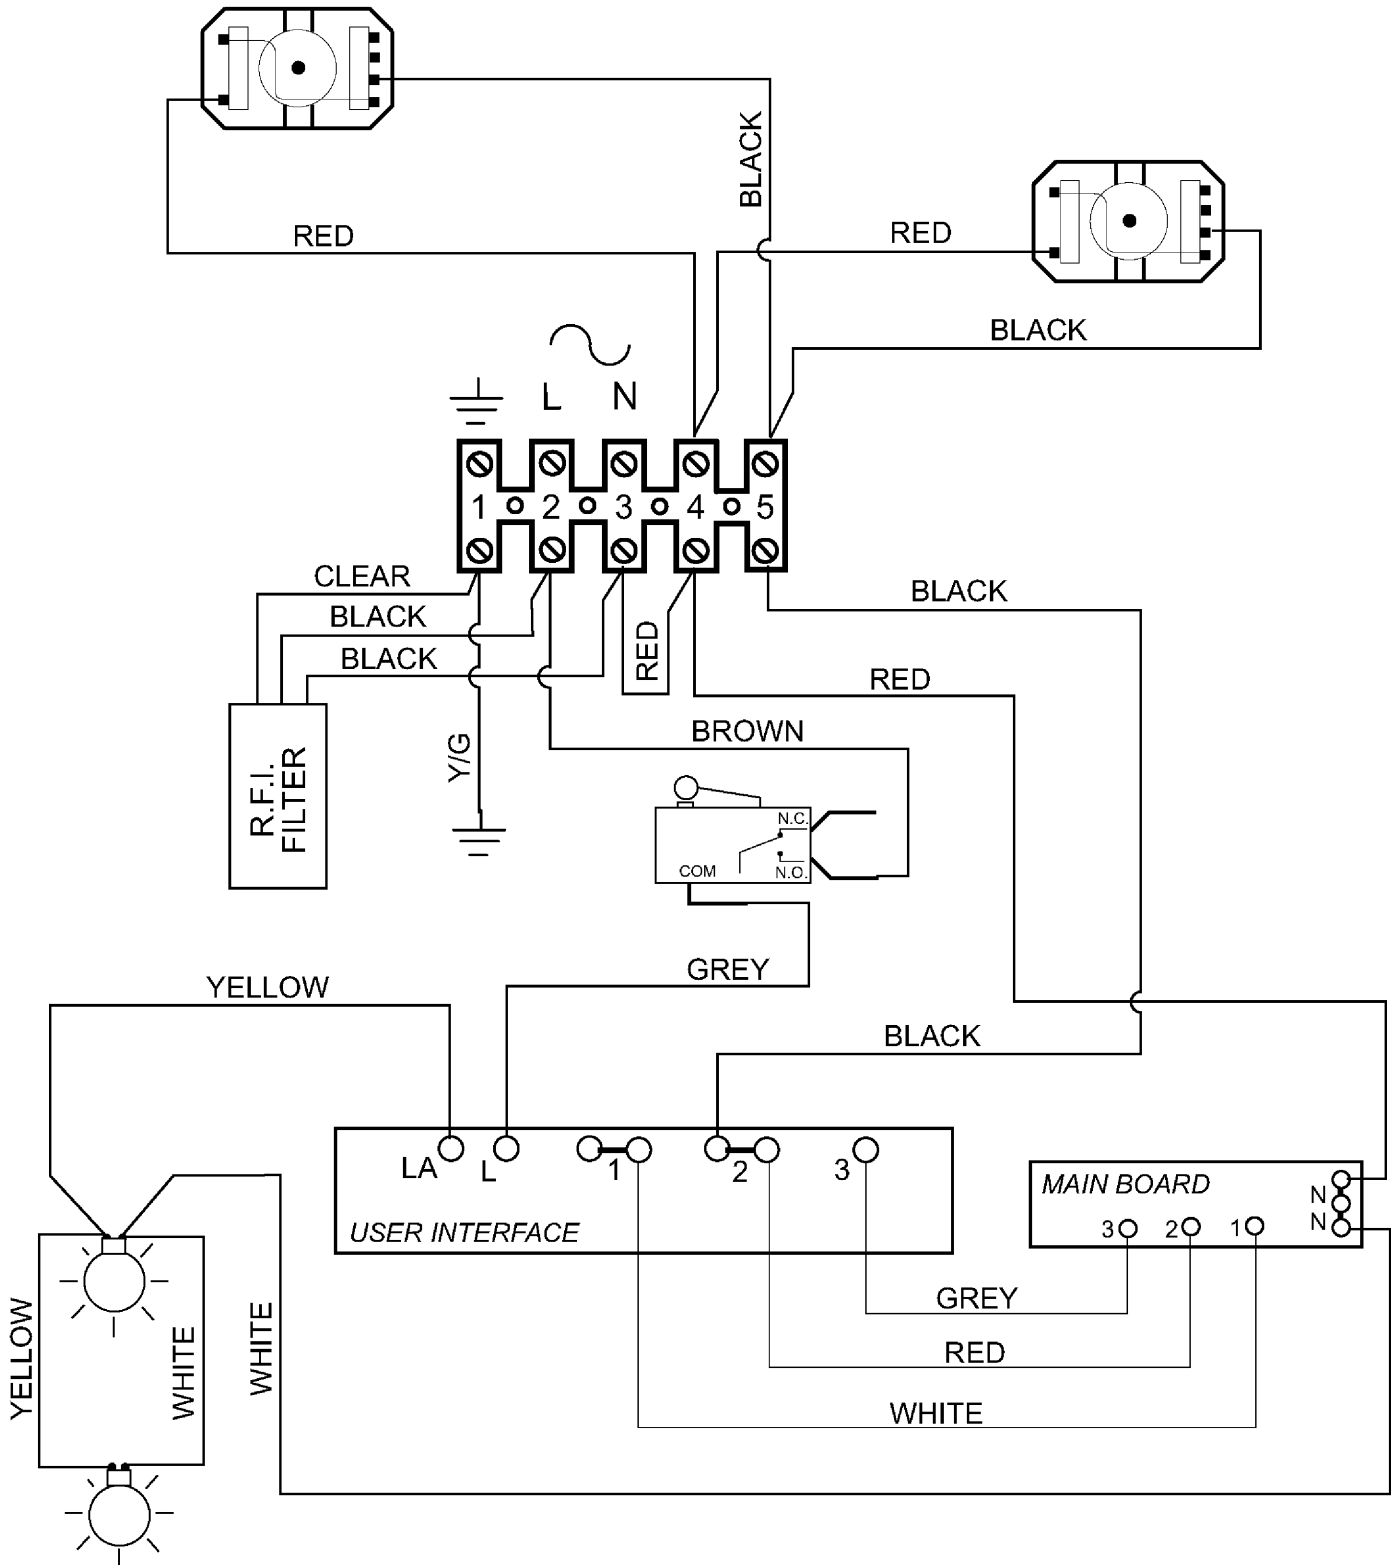 BLACK
RED
RED
BLACK
L N
1 2 3 4 5
CLEAR
BLACK
BLACK
RED
BLACK
RED
BROWN
Y/G
R.F.I.
FILTER
N.C.
COM
N.O.
GREY
YELLOW
BLACK
LA L 1 2 3
USER INTERFACE
MAIN BOARD
N
N
3 2 1
YELLOW
WHITE
WHITE
GREY
RED
WHITE